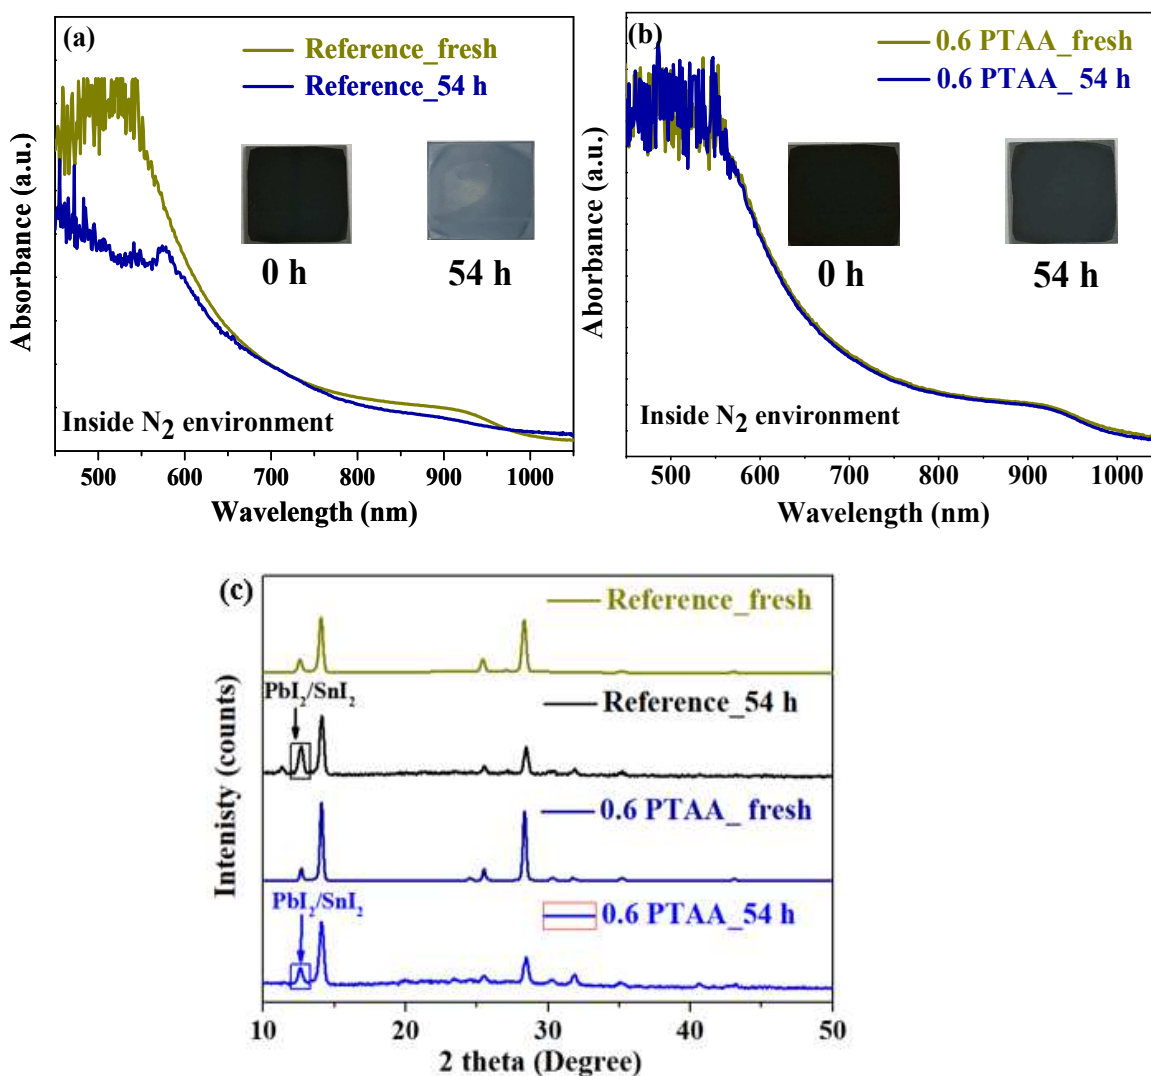 (a)
Reference_fresh
Reference_54 h
0 h
54 h
Inside N2 environment
Absorbance (a.u.)
500 600 700 800 900 1000
Wavelength (nm)
(b)
0.6 PTAA_fresh
0.6 PTAA_ 54 h
0 h
54 h
Inside N2 environment
Aborbance (a.u.)
500 600 700 800 900 1000
Wavelength (nm)
(c)
Reference_fresh
PbI2/SnI2
Reference_54 h
0.6 PTAA_ fresh
PbI2/SnI2
0.6 PTAA_54 h
Intenisty (counts)
10 20 30 40 50
2 theta (Degree)